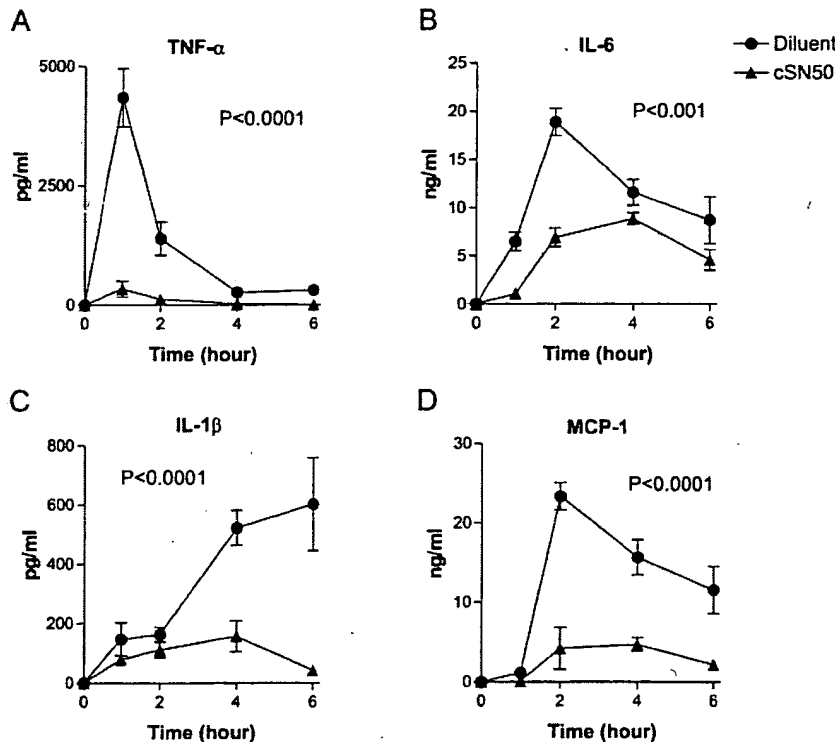 A
TNF-α
5000
2500
0
pg/ml
P<0.0001
0 2 4 6
Time (hour)
B
IL-6
25
20
15
10
5
0
ng/ml
P<0.001
0 2 4 6
Time (hour)
Diluent
cSN50
C
IL-1β
800
600
400
200
0
pg/ml
P<0.0001
0 2 4 6
Time (hour)
D
MCP-1
30
20
10
0
ng/ml
P<0.0001
0 2 4 6
Time (hour)